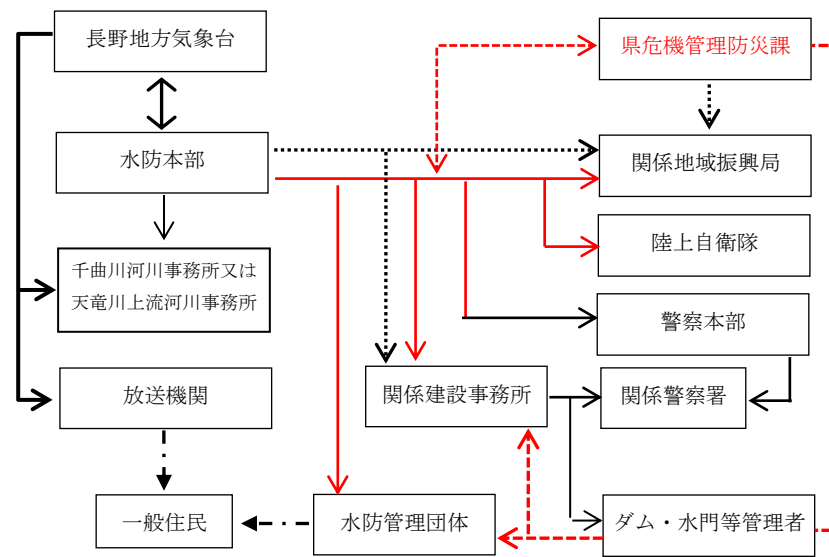 長野地方気象台
県危機管理防災課
水防本部
関係地域振興局
陸上自衛隊
千曲川河川事務所又は
天竜川上流河川事務所
警察本部
放送機関
関係建設事務所
関係警察署
一般住民
水防管理団体
ダム・水門等管理者